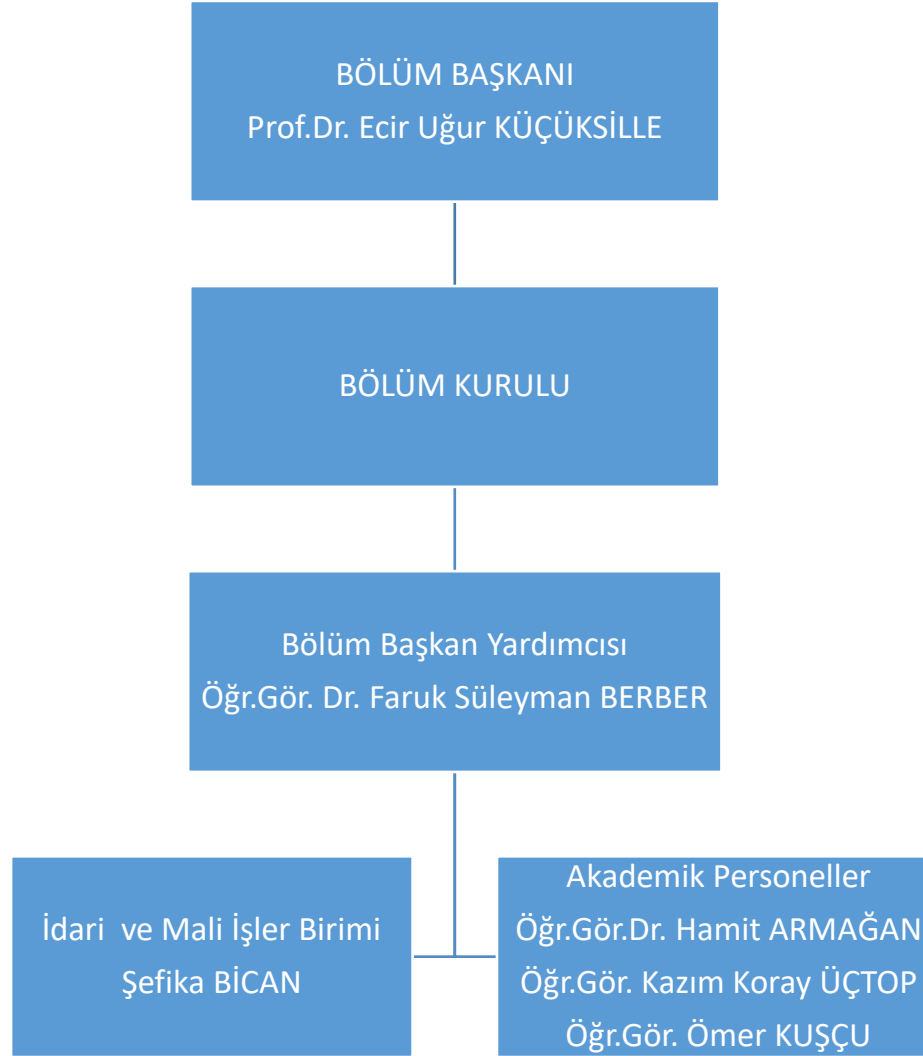 BÖLÜM BAŞKANI
Prof.Dr. Ecir Uğur KÜÇÜKSİLLE
BÖLÜM KURULU
Bölüm Başkan Yardımcısı
Öğr.Gör. Dr. Faruk Süleyman BERBER
İdari  ve Mali İşler Birimi
Şefika BİCAN
Akademik Personeller
Öğr.Gör.Dr. Hamit ARMAĞAN
Öğr.Gör. Kazım Koray ÜÇTOP
Öğr.Gör. Ömer KUŞÇU